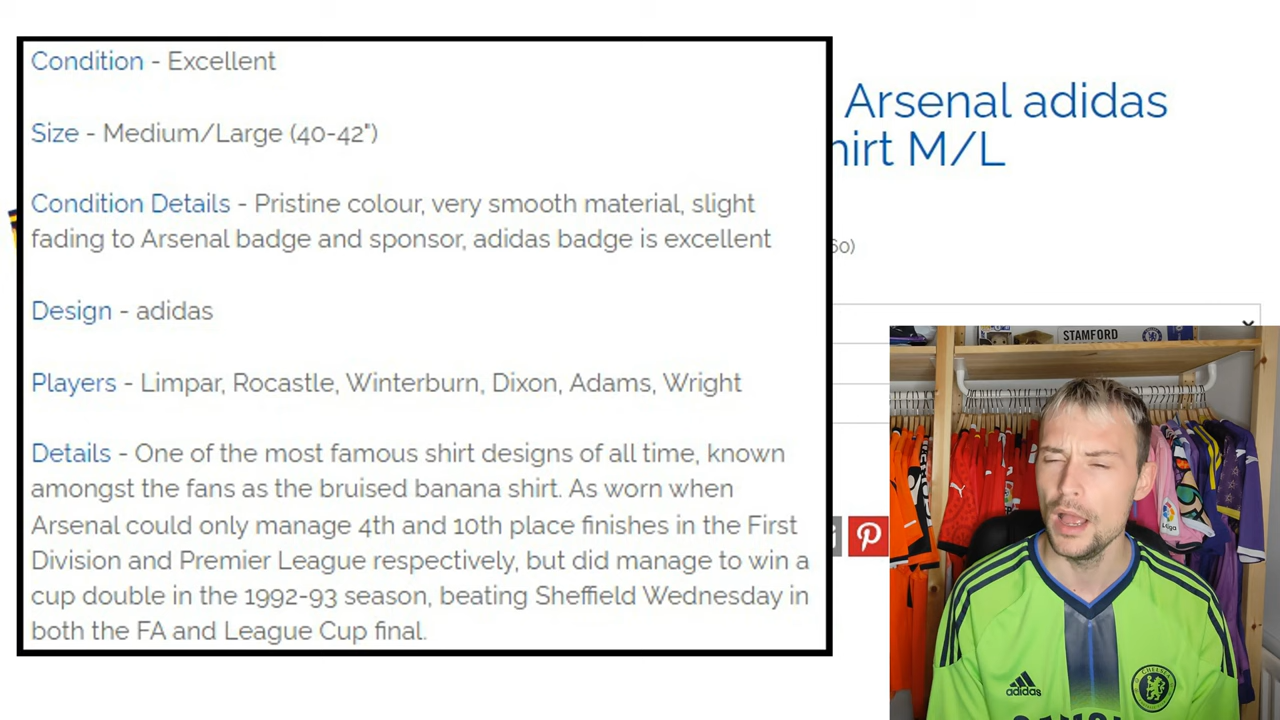 Condition - Excellent
Size - Medium/Large (40-42")
Condition Details - Pristine colour, very smooth material, slight
fading to Arsenal badge and sponsor, adidas badge is excellent
Design - adidas
Players - Limpar, Rocastle, Winterburn, Dixon, Adams, Wright
Details - One of the most famous shirt designs of all time, known
amongst the fans as the bruised banana shirt. As worn when
Arsenal could only manage 4th and 10th place finishes in the First
Division and Premier League respectively, but did manage to win a
cup double in the 1992-93 season, beating Sheffield Wednesday in
both the FA and League Cup final.
Arsenal adidas
M/L
60)
STAMFORD
LaLiga
adidas
CHELSEA